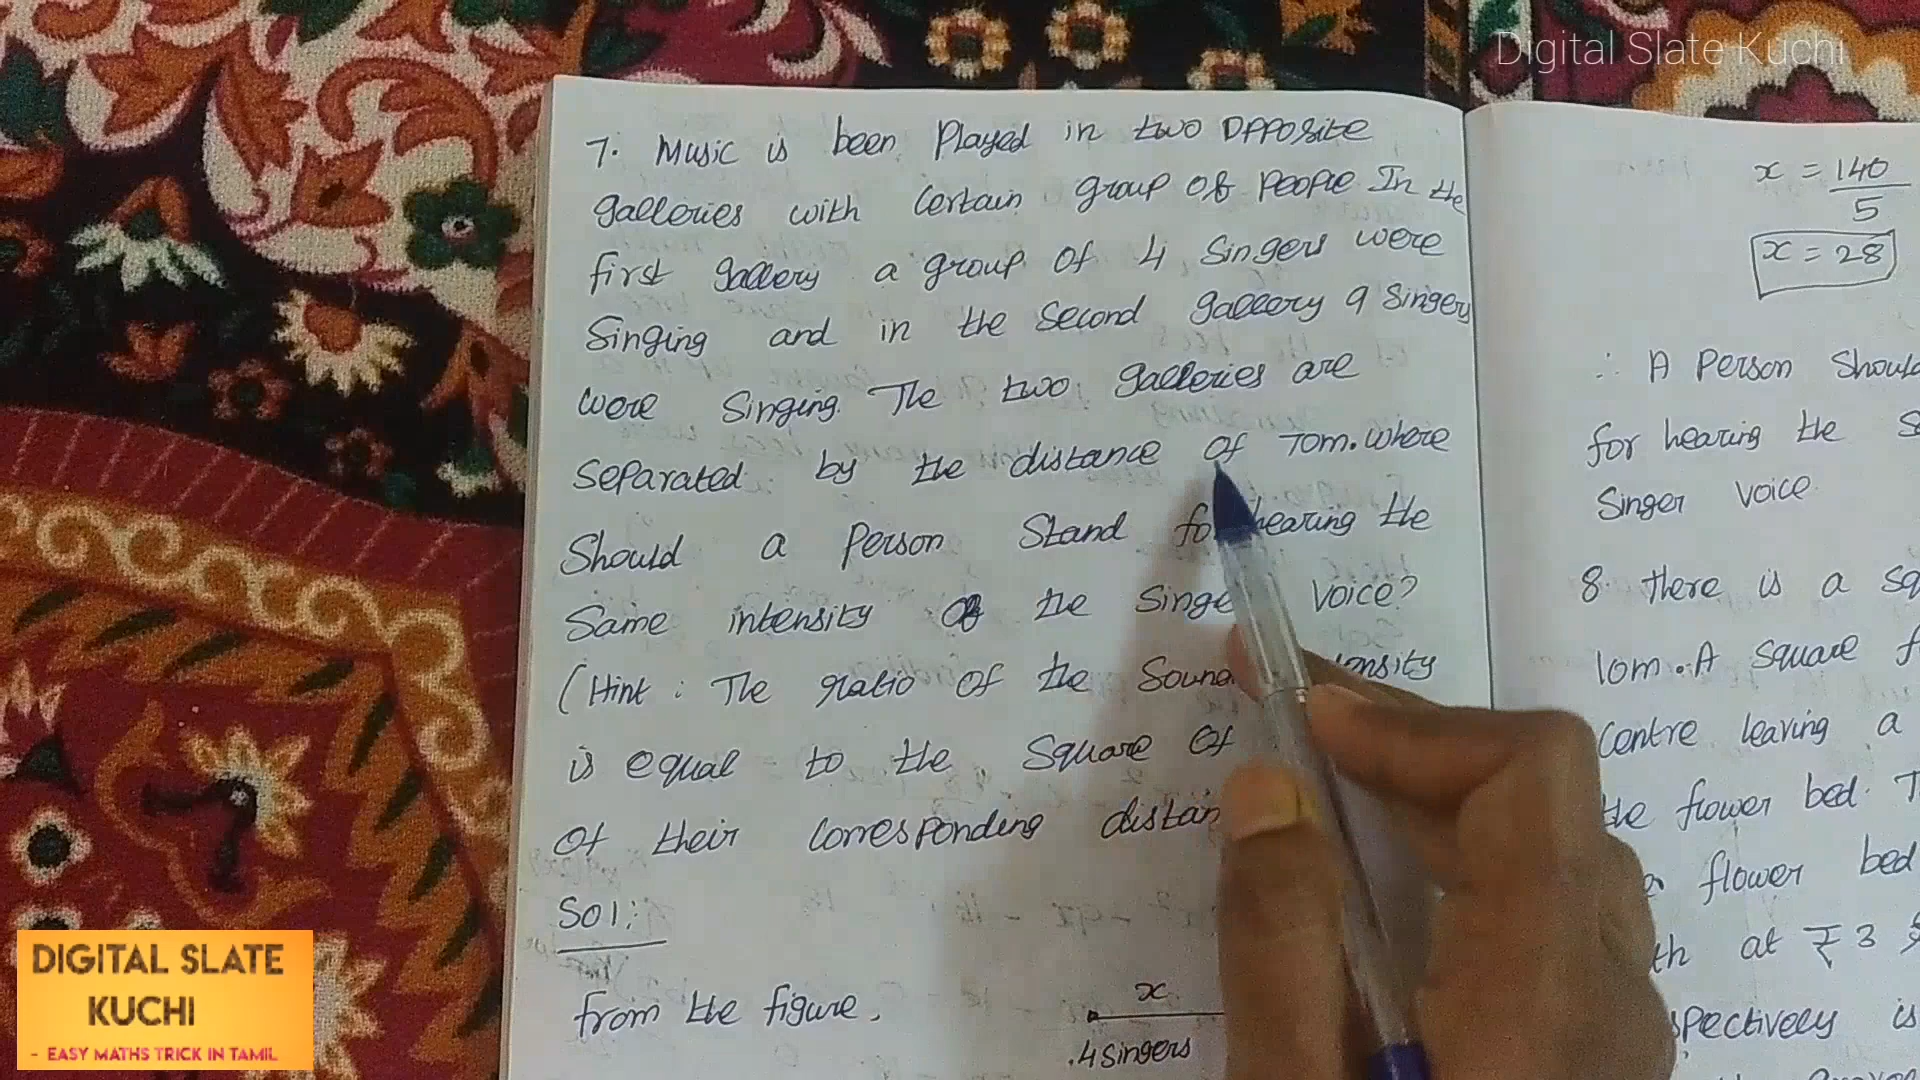 Digital Slate Kuchi
7. Music is been Played in two Opposite
galleries with Certain group of People In the
first gallery a group of 4 Singers were
Singing and in the Second gallery 9 Singers
were Singing. The two galleries are
Separated by the distance of 70m. where
Should a Person Stand for hearing the
Same intensity of the Singer Voice?
(Hint : The ratio of the Sound
is equal to the Square of
Of their Corresponding
Sol:
from the figure.
x
4 Singers
x = 140
5
x = 28
∴ A Person Should
for hearing the
Singer voice.
8. There is a
10m. A Square
Centre leaving a
the flower bed.
flower bed
at ₹ 3
is
DIGITAL SLATE
KUCHI
- EASY MATHS TRICK IN TAMIL